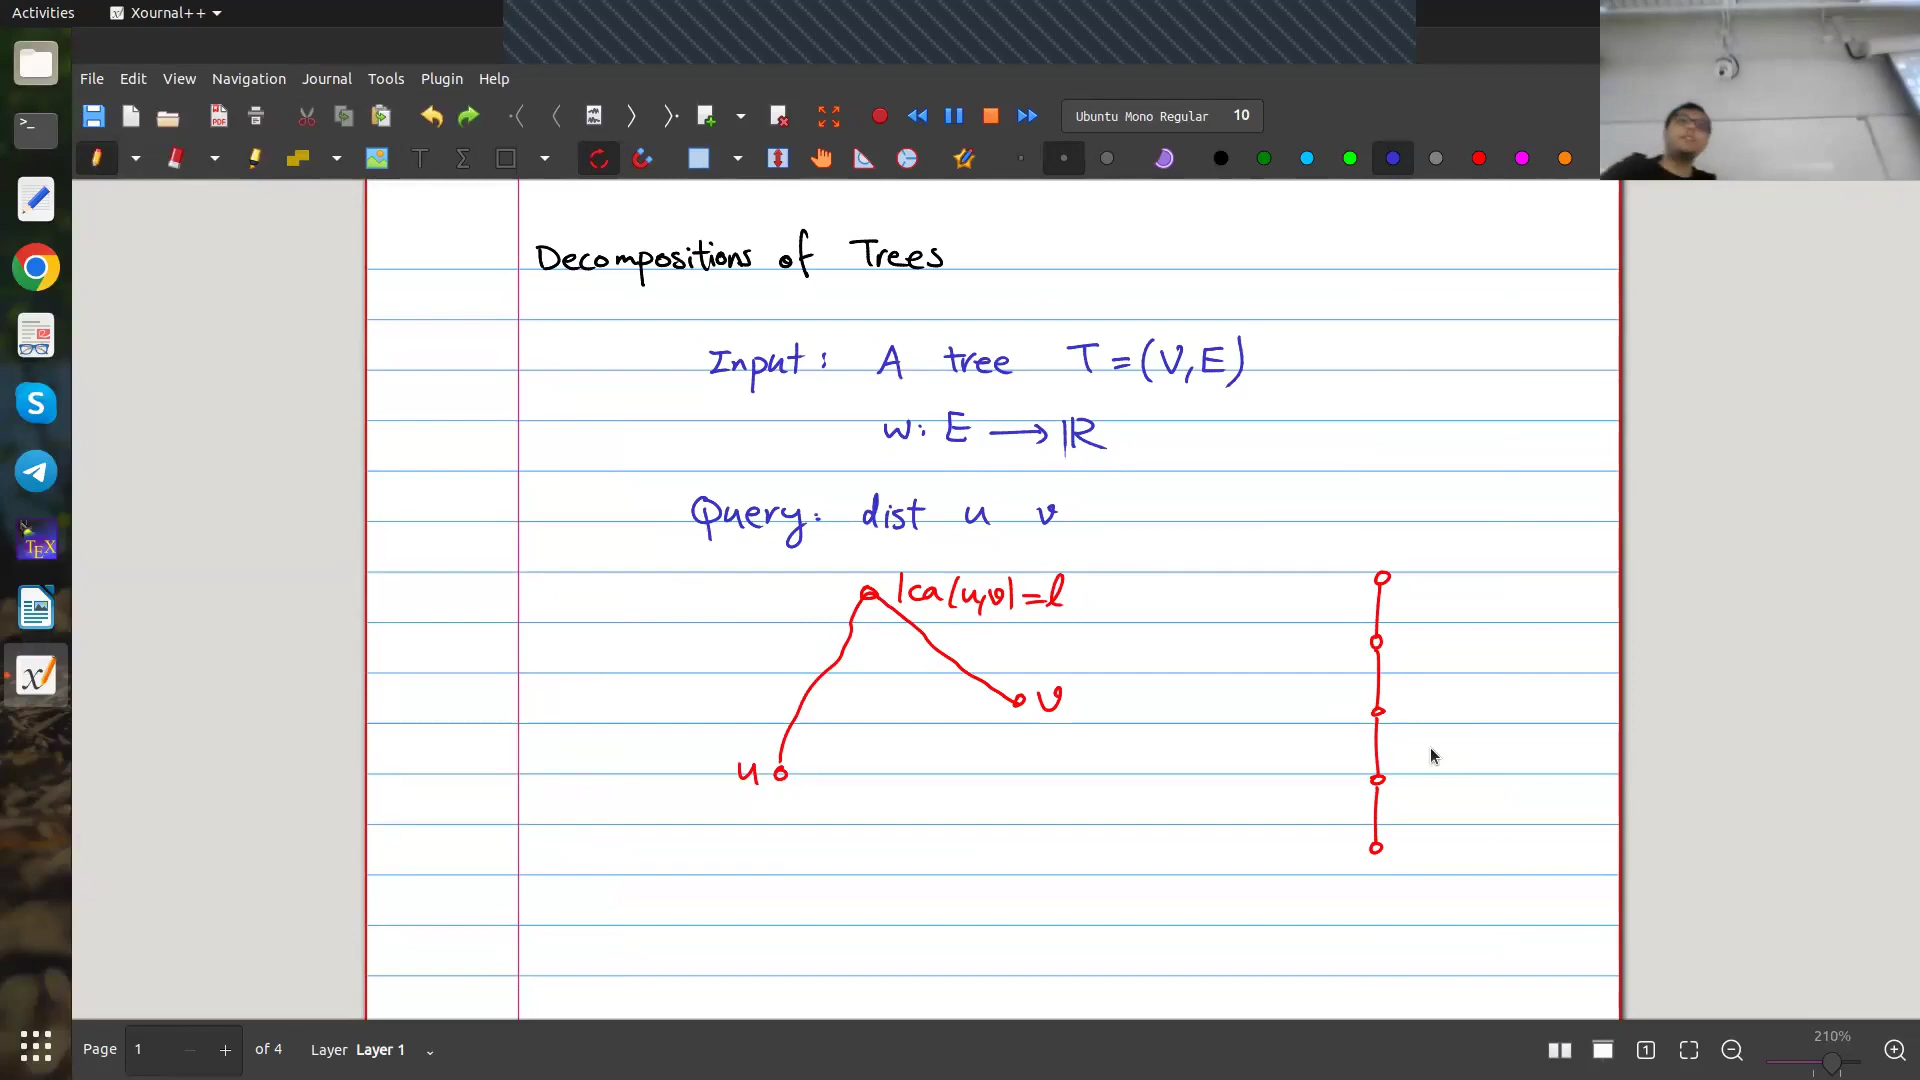 Activities
Xournal++
File Edit View Navigation Journal Tools Plugin Help
Ubuntu Mono Regular 10
Decompositions of Trees
Input: A tree T=(V,E)
w: E ⟶ ℝ
Query: dist u v
lca(u,v)=l
v
u
Page 1 of 4 Layer Layer 1
210%